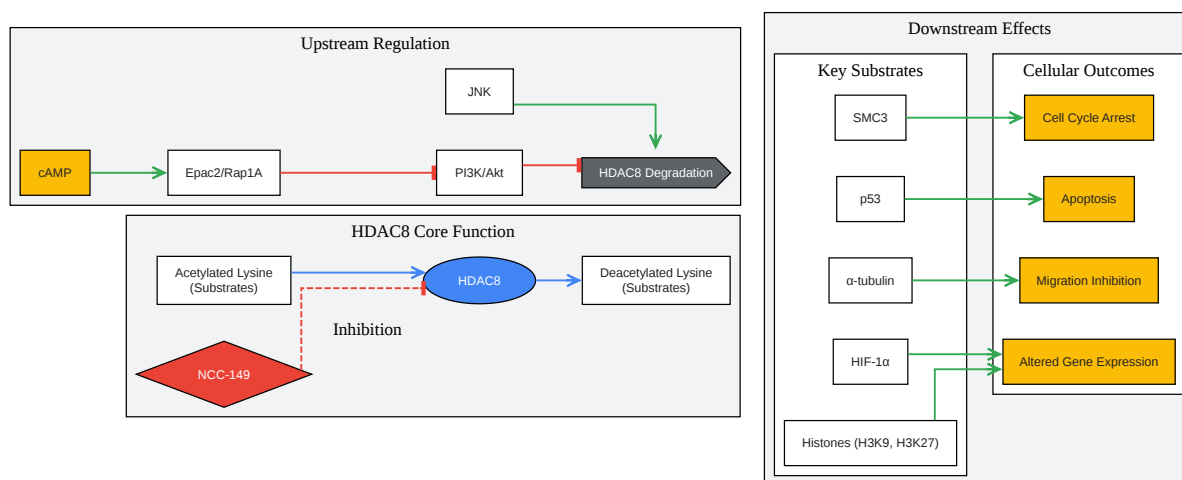 Upstream Regulation
JNK
cAMP
Epac2/Rap1A
PI3K/Akt
HDAC8 Degradation
HDAC8 Core Function
Acetylated Lysine
(Substrates)
HDAC8
Deacetylated Lysine
(Substrates)
Inhibition
NCC-149
Downstream Effects
Key Substrates
Cellular Outcomes
SMC3
Cell Cycle Arrest
p53
Apoptosis
α-tubulin
Migration Inhibition
HIF-1α
Altered Gene Expression
Histones (H3K9, H3K27)